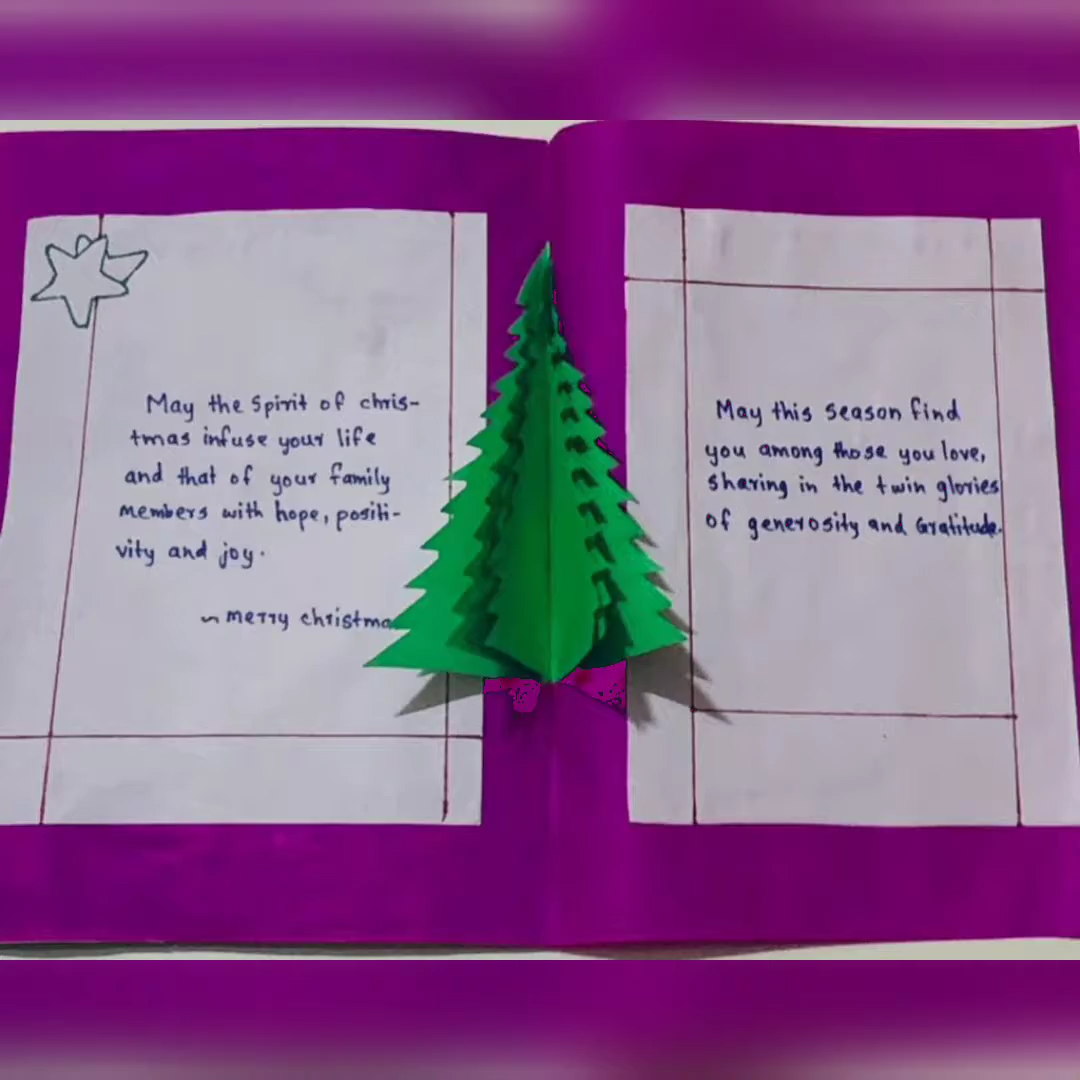 May the Spirit of chris-
tmas infuse your life
and that of your family
members with hope, positi-
vity and joy.
~ merry christma
May this season find
you among those you love,
Sharing in the twin glories
of generosity and Gratitude.